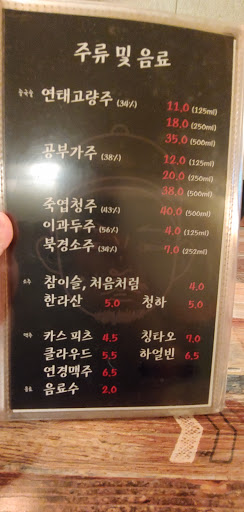 주류 및 음료
중국술 연태고량주 (34%) 11.0 (125ml)
18.0 (250ml)
35.0 (500ml)
공부가주 (38%) 12.0 (125ml)
20.0 (250ml)
38.0 (500ml)
죽엽청주 (43%) 40.0 (500ml)
이과두주 (56%) 4.0 (125ml)
북경소주 (34%) 7.0 (252ml)
소주 참이슬, 처음처럼 4.0
한라산 5.0 청하 5.0
맥주 카스 피츠 4.5 칭타오 7.0
클라우드 5.5 하얼빈 6.5
연경맥주 6.5
음료 음료수 2.0